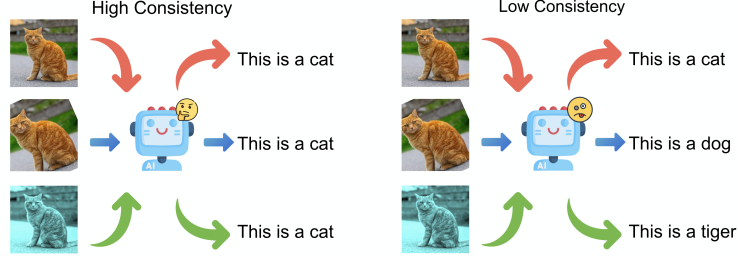 High Consistency
This is a cat
This is a cat
AI
This is a cat
Low Consistency
This is a cat
This is a dog
AI
This is a tiger